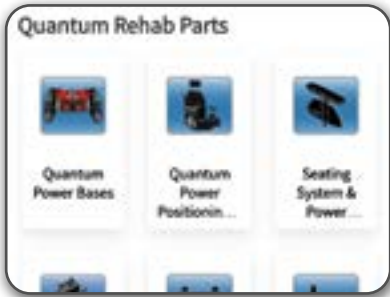 Quantum Rehab Parts
Quantum
Power Bases
Quantum
Power
Positionin...
Seating
System &
Power...